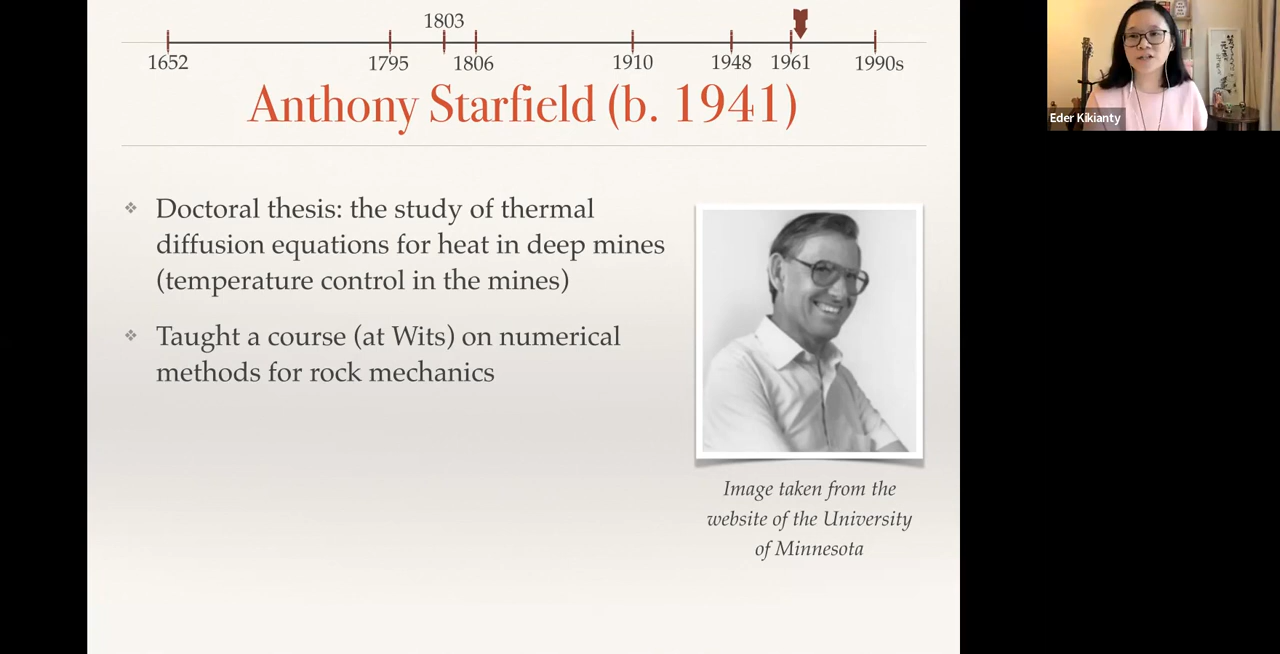 1803
1652 1795 1806 1910 1948 1961 1990s
Anthony Starfield (b. 1941)
Doctoral thesis: the study of thermal
diffusion equations for heat in deep mines
(temperature control in the mines)
Taught a course (at Wits) on numerical
methods for rock mechanics
Image taken from the
website of the University
of Minnesota
Eder Kikianty